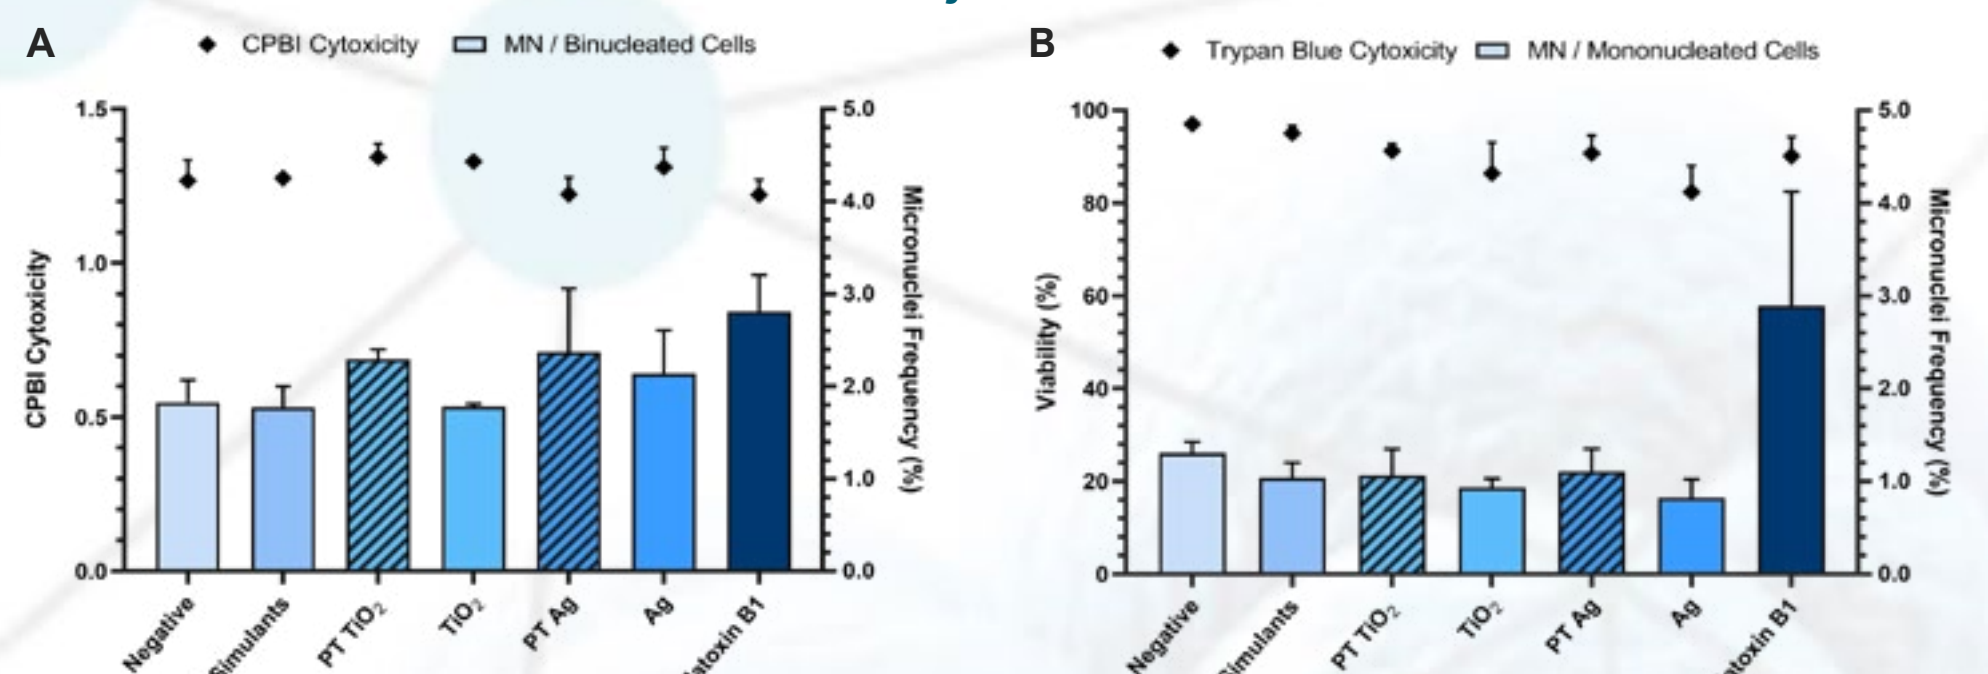 A
CPBI Cytoxicity
MN / Binucleated Cells
1.5
1.0
0.5
0.0
CPBI Cytoxicity
5.0
4.0
3.0
2.0
1.0
0.0
Micronuclei Frequency (%)
Negative
Simulants
PT TiO₂
TiO₂
PT Ag
Ag
latoxin B1
B
Trypan Blue Cytoxicity
MN / Mononucleated Cells
100
80
60
40
20
0
Viability (%)
5.0
4.0
3.0
2.0
1.0
0.0
Micronuclei Frequency (%)
Negative
Simulants
PT TiO₂
TiO₂
PT Ag
Ag
atoxin B1